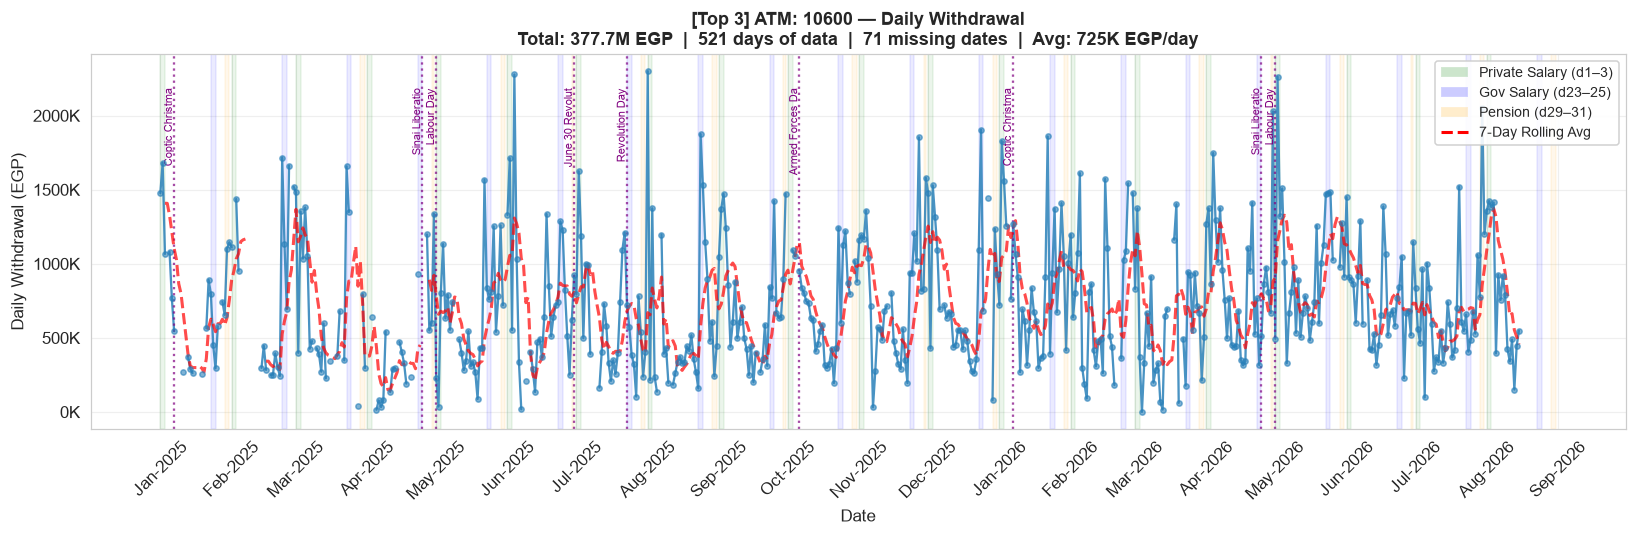 [Top 3] ATM: 10600 — Daily Withdrawal
Total: 377.7M EGP | 521 days of data | 71 missing dates | Avg: 725K EGP/day
Private Salary (d1–3)
Gov Salary (d23–25)
Pension (d29–31)
7-Day Rolling Avg
Coptic Christma
Sinai Liberatio
Labour Day
June 30 Revolut
Revolution Day
Armed Forces Da
Coptic Christma
Sinai Liberatio
Labour Day
Daily Withdrawal (EGP)
2000K
1500K
1000K
500K
0K
Jan-2025
Feb-2025
Mar-2025
Apr-2025
May-2025
Jun-2025
Jul-2025
Aug-2025
Sep-2025
Oct-2025
Nov-2025
Dec-2025
Jan-2026
Feb-2026
Mar-2026
Apr-2026
May-2026
Jun-2026
Jul-2026
Aug-2026
Sep-2026
Date